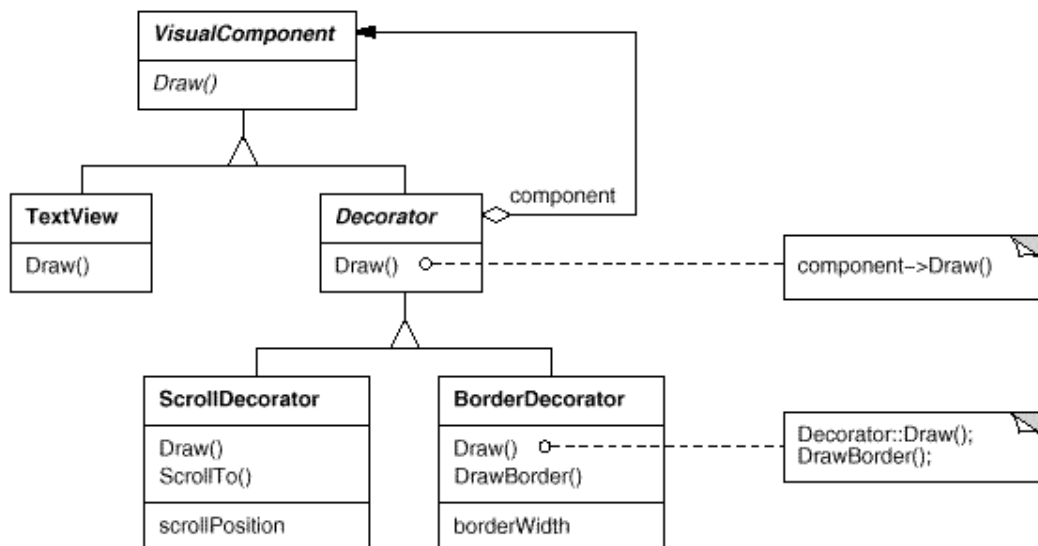 VisualComponent
Draw()
component
TextView
Draw()
Decorator
Draw()
component->Draw()
ScrollDecorator
Draw()
ScrollTo()
scrollPosition
BorderDecorator
Draw()
DrawBorder()
borderWidth
Decorator::Draw();
DrawBorder();